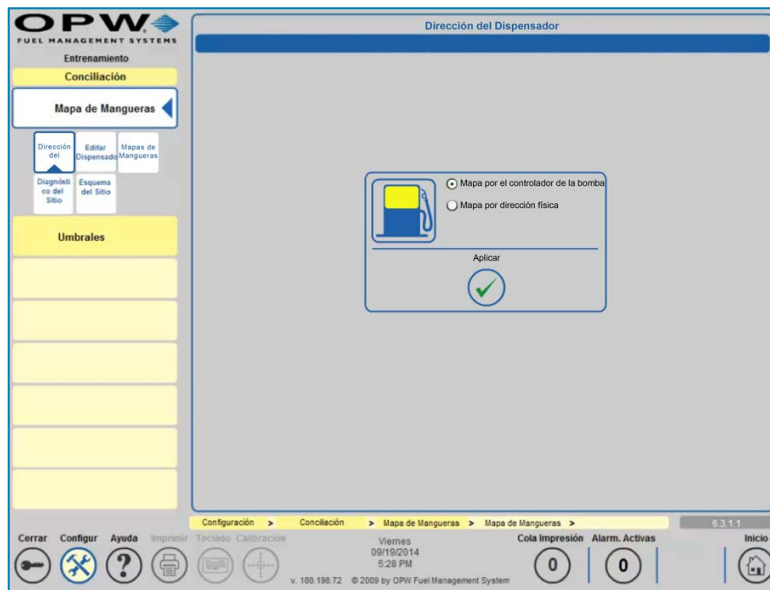 OPW
FUEL MANAGEMENT SYSTEMS
Entrenamiento
Conciliación
Mapa de Mangueras
Dirección
del
Editar
Dispensado
Mapas de
Mangueras
Diagnósti
co del
Sitio
Esquema
del Sitio
Umbrales
Dirección del Dispensador
Mapa por el controlador de la bomba
Mapa por dirección física
Aplicar
Configuración > Conciliación > Mapa de Mangueras > Mapa de Mangueras >
6.3.1.1
Cerrar
Configur
Ayuda
Imprimir
Teclado
Calibración
Viernes
09/19/2014
5:28 PM
v. 180.198.72 © 2009 by OPW Fuel Management System
Cola Impresión
0
Alarm. Activas
0
Inicio